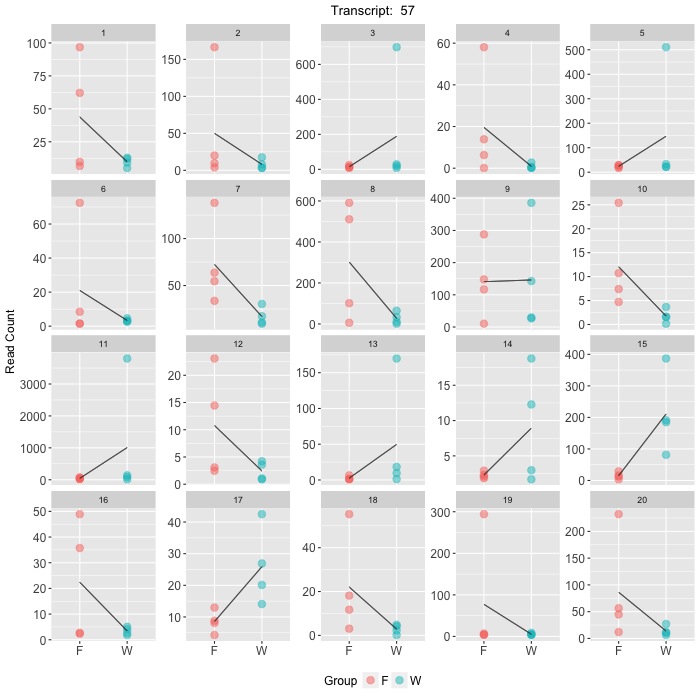 Transcript: 57
1 2 3 4 5
100 75 50 25
150 100 50 0
600 400 200 0
60 40 20 0
500 400 300 200 100 0
6 7 8 9 10
60 40 20 0
100 50
600 400 200 0
400 300 200 100 0
25 20 15 10 5 0
Read Count
11 12 13 14 15
3000 2000 1000 0
20 15 10 5 0
150 100 50 0
15 10 5
400 300 200 100 0
16 17 18 19 20
50 40 30 20 10 0
40 30 20 10
40 20 0
300 200 100 0
200 150 100 50 0
F W F W F W F W F W
Group F W